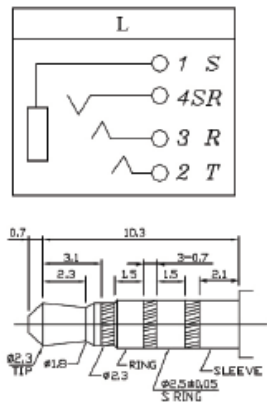 L
1 S
4SR
3 R
2 T
0.7 10.3
3.1 3-0.7
2.3 1.5 1.5 2.1
Ø2.3 TIP
Ø1.8
Ø2.3
RING
Ø2.5±0.05
S RING
SLEEVE